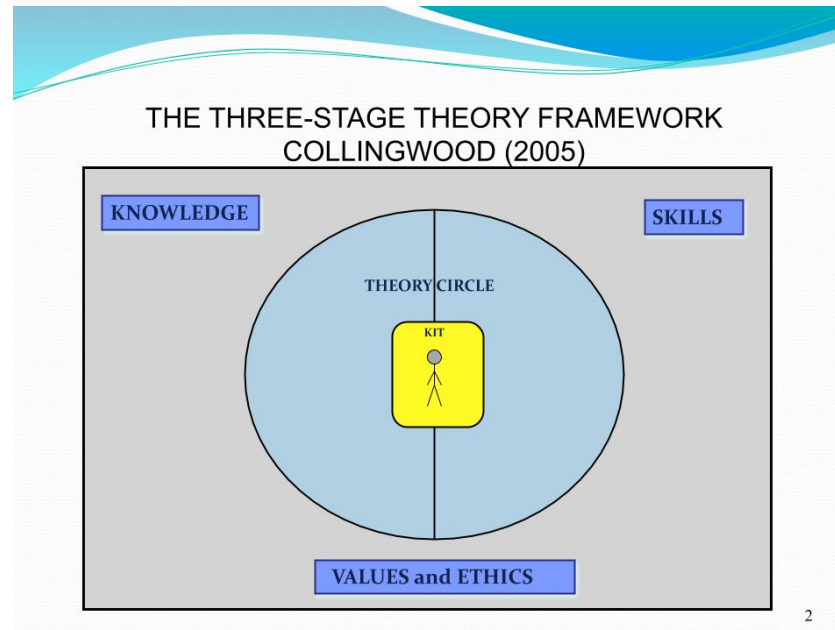 THE THREE-STAGE THEORY FRAMEWORK
COLLINGWOOD (2005)
KNOWLEDGE
SKILLS
THEORY CIRCLE
KIT
VALUES and ETHICS
2